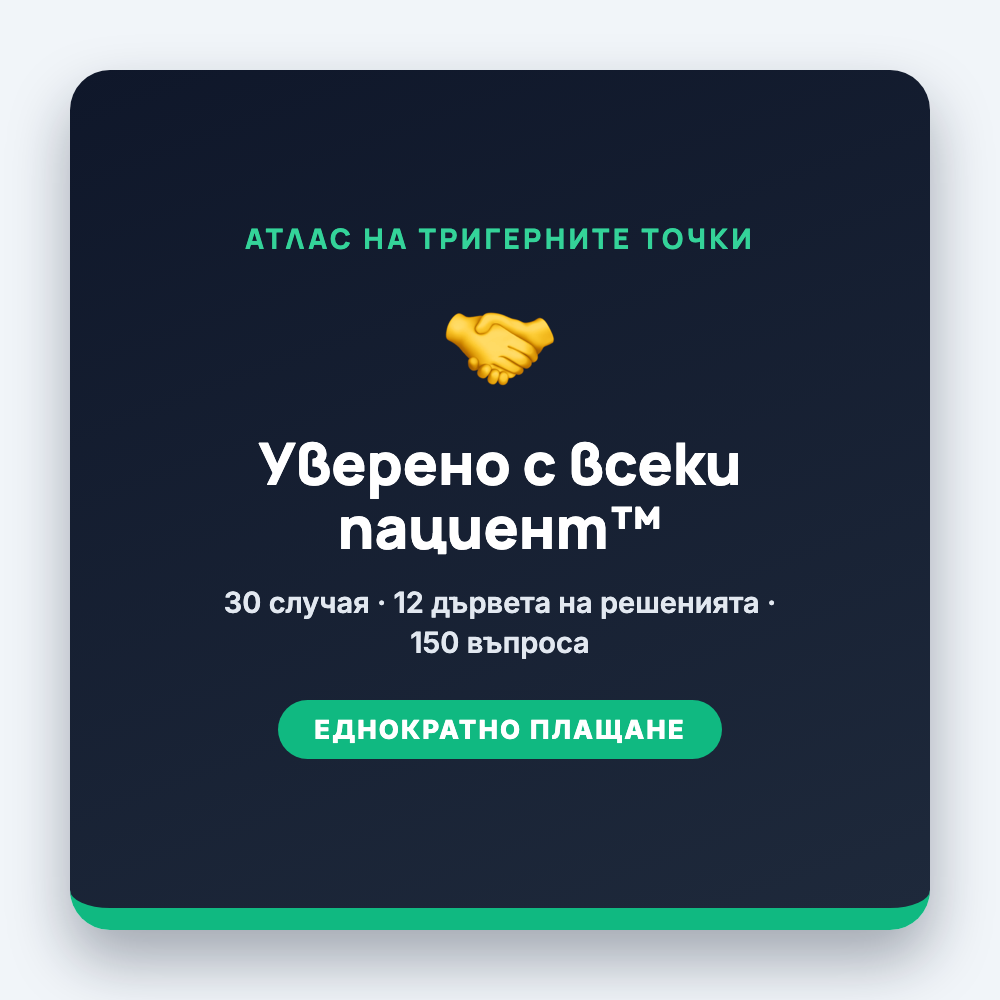 АТЛАС НА ТРИГЕРНИТЕ ТОЧКИ
Уверено с всеки
пациент™
30 случая · 12 дървета на решенията ·
150 въпроса
ЕДНОКРАТНО ПЛАЩАНЕ